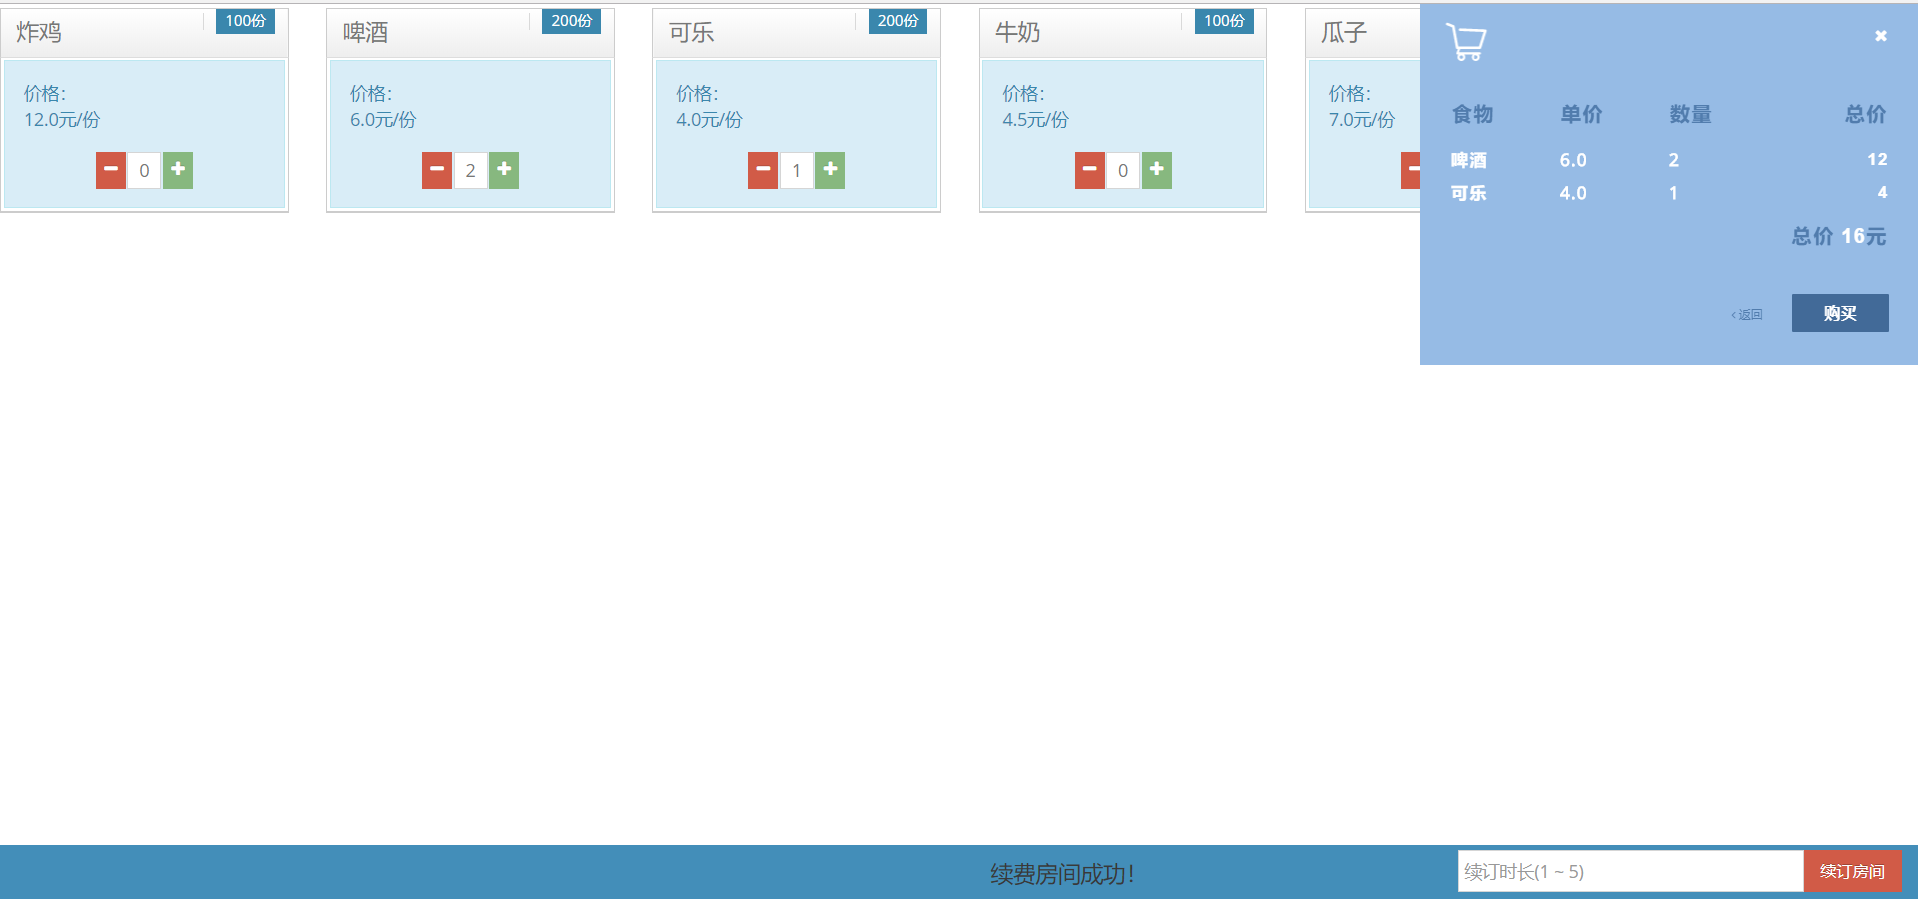 炸鸡 100份
价格：
12.0元/份
0
啤酒 200份
价格：
6.0元/份
2
可乐 200份
价格：
4.0元/份
1
牛奶 100份
价格：
4.5元/份
0
瓜子
价格：
7.0元/份
食物 单价 数量 总价
啤酒 6.0 2 12
可乐 4.0 1 4
总价 16元
‹ 返回 购买
续费房间成功！
续订时长(1 ~ 5) 续订房间